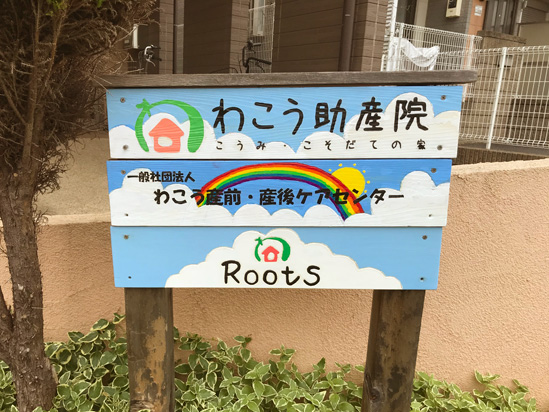 わこう助産院
こうみ・こそだての家
一般社団法人
わこう産前・産後ケアセンター
Roots